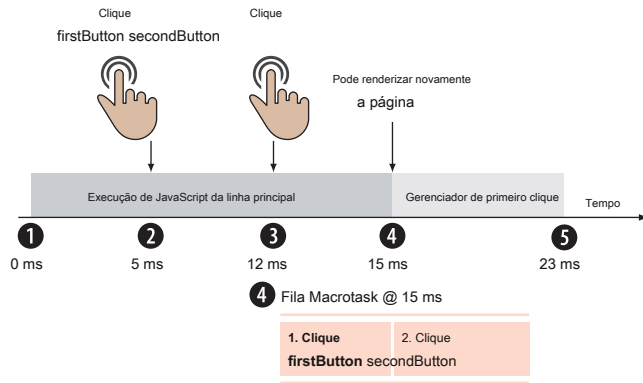 Clique Clique
firstButton secondButton
Pode renderizar novamente
a página
Execução de JavaScript da linha principal Gerenciador de primeiro clique Tempo
1 2 3 4 5
0 ms 5 ms 12 ms 15 ms 23 ms
4 Fila Macrotask @ 15 ms
1. Clique 2. Clique
firstButton secondButton